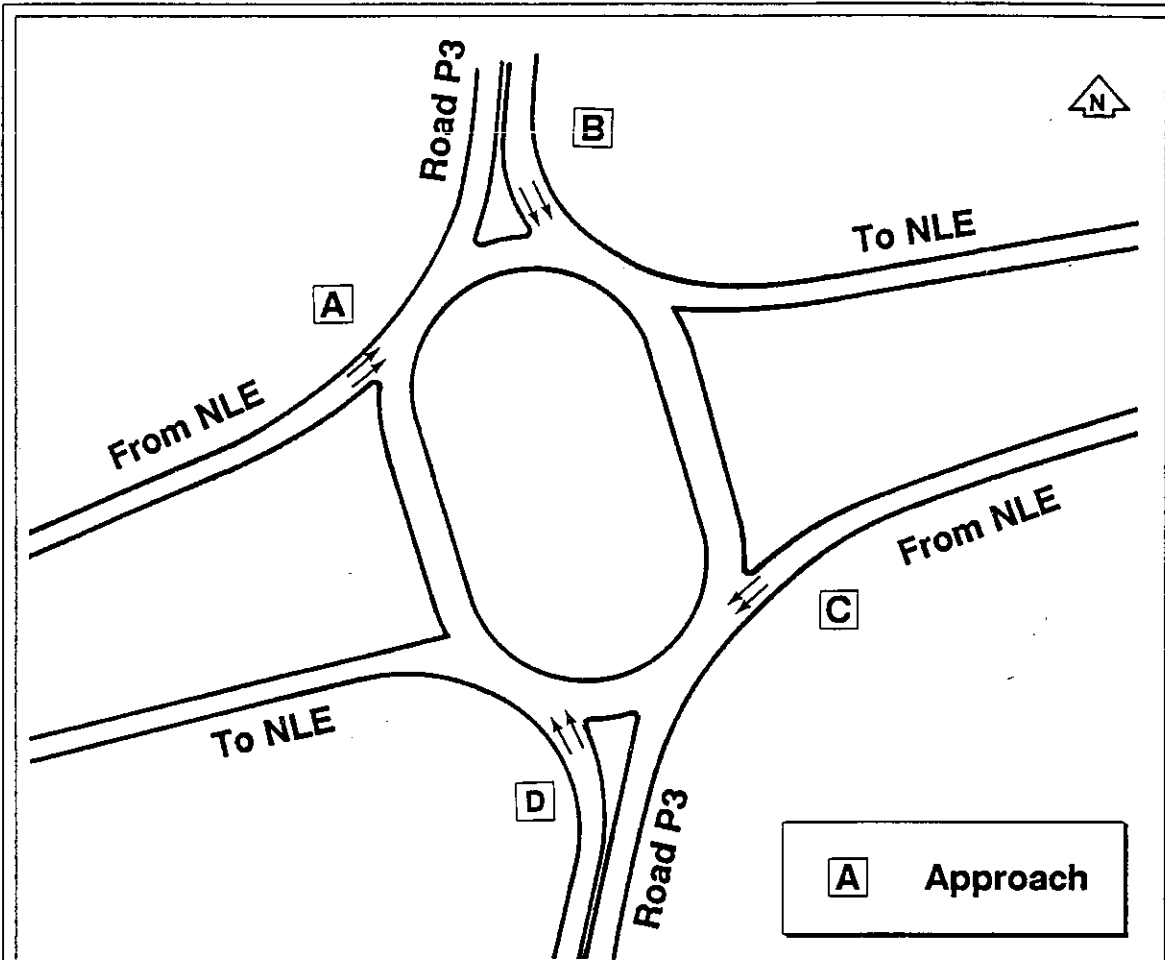 Road P3
B
N
To NLE
A
From NLE
From NLE
C
To NLE
D
Road P3
A Approach